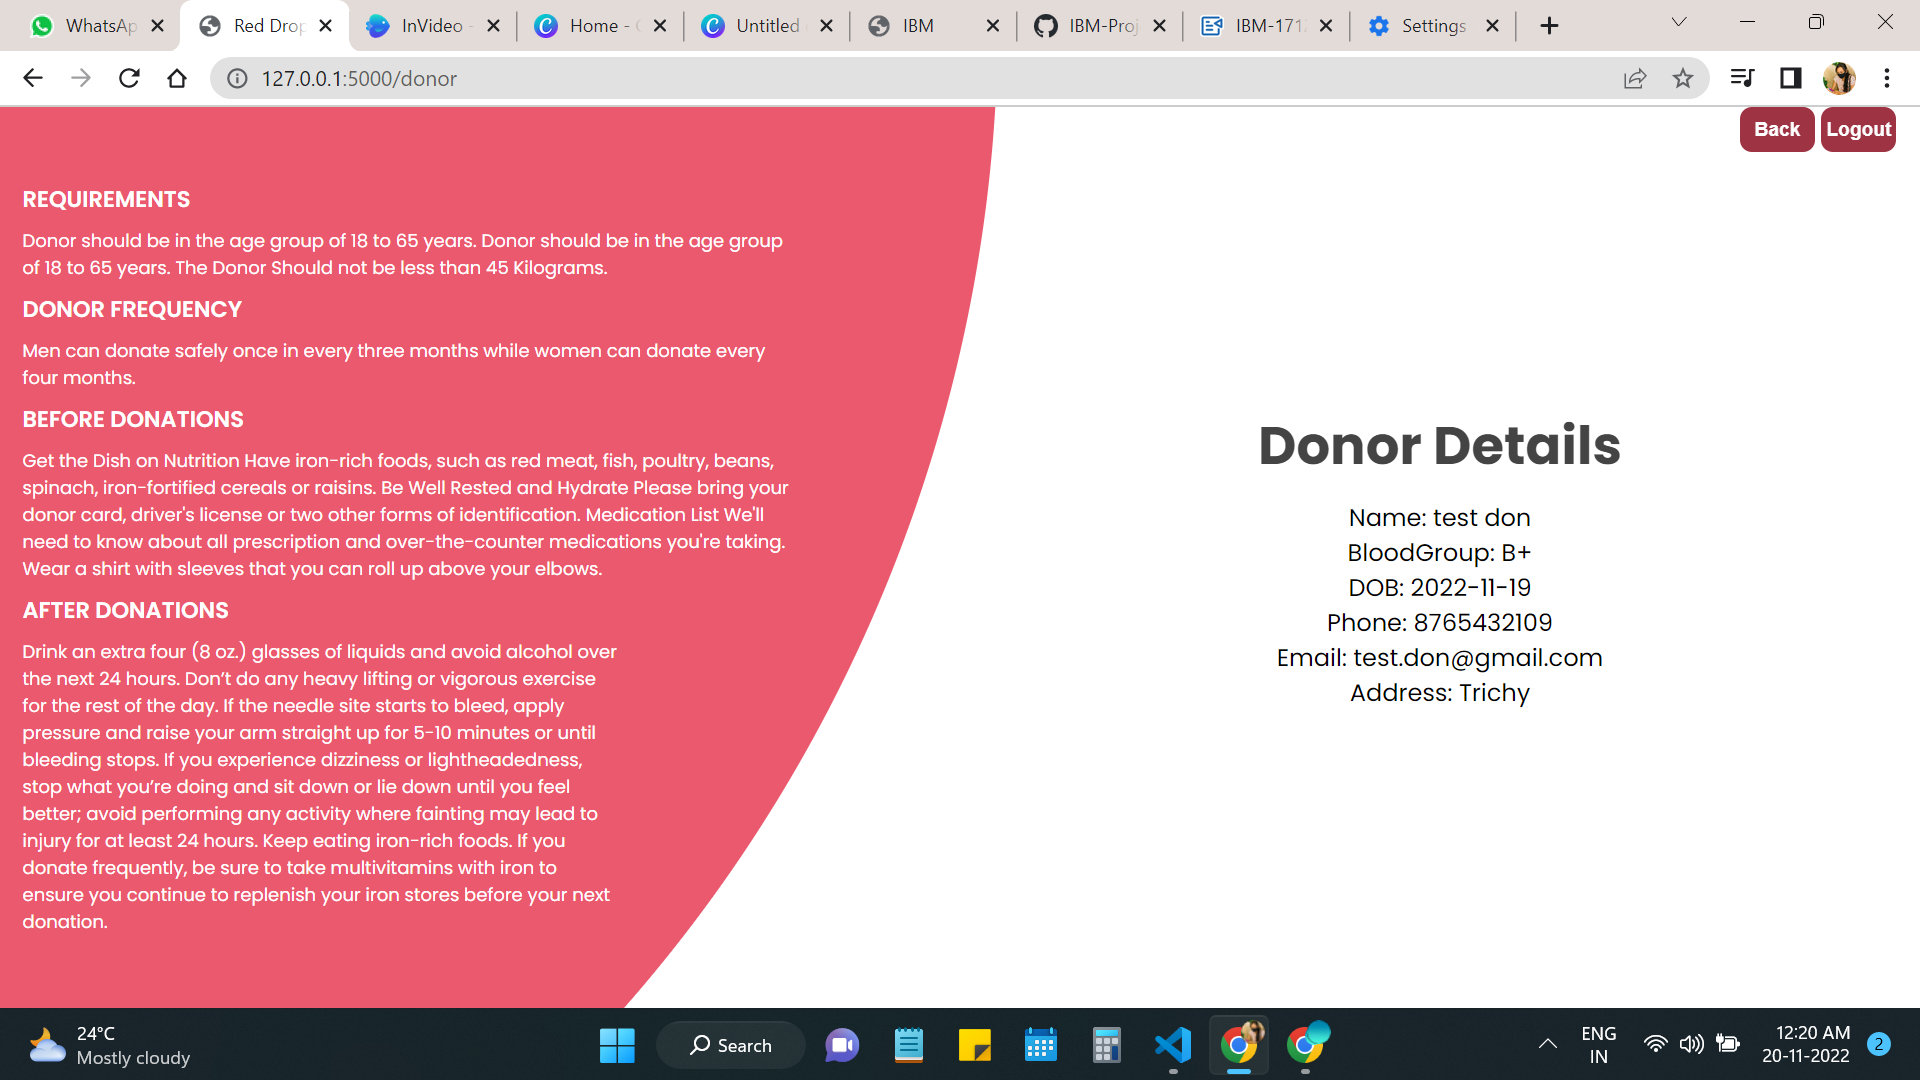 WhatsAp
Red Drop
InVideo -
Home - C
Untitled
IBM
IBM-Proj
IBM-171
Settings
127.0.0.1:5000/donor
Back
Logout
REQUIREMENTS
Donor should be in the age group of 18 to 65 years. Donor should be in the age group
of 18 to 65 years. The Donor Should not be less than 45 Kilograms.
DONOR FREQUENCY
Men can donate safely once in every three months while women can donate every
four months.
BEFORE DONATIONS
Get the Dish on Nutrition Have iron-rich foods, such as red meat, fish, poultry, beans,
spinach, iron-fortified cereals or raisins. Be Well Rested and Hydrate Please bring your
donor card, driver's license or two other forms of identification. Medication List We'll
need to know about all prescription and over-the-counter medications you're taking.
Wear a shirt with sleeves that you can roll up above your elbows.
AFTER DONATIONS
Drink an extra four (8 oz.) glasses of liquids and avoid alcohol over
the next 24 hours. Don’t do any heavy lifting or vigorous exercise
for the rest of the day. If the needle site starts to bleed, apply
pressure and raise your arm straight up for 5-10 minutes or until
bleeding stops. If you experience dizziness or lightheadedness,
stop what you’re doing and sit down or lie down until you feel
better; avoid performing any activity where fainting may lead to
injury for at least 24 hours. Keep eating iron-rich foods. If you
donate frequently, be sure to take multivitamins with iron to
ensure you continue to replenish your iron stores before your next
donation.
Donor Details
Name: test don
BloodGroup: B+
DOB: 2022-11-19
Phone: 8765432109
Email: test.don@gmail.com
Address: Trichy
24°C
Mostly cloudy
Search
ENG
IN
12:20 AM
20-11-2022
2